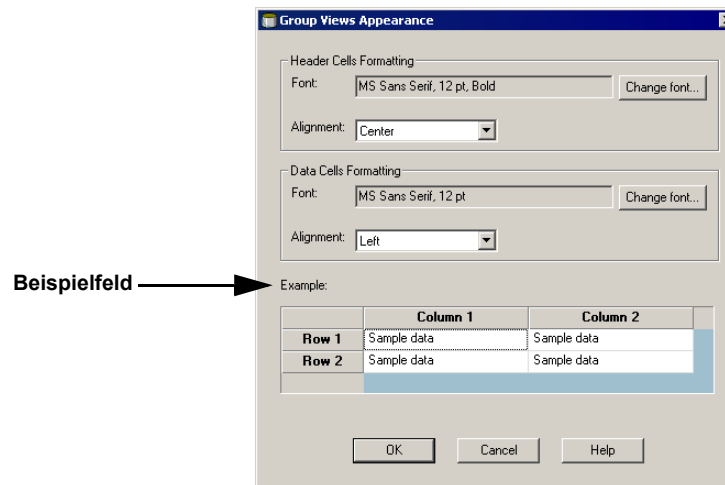 Group Views Appearance
Header Cells Formatting
Font: MS Sans Serif, 12 pt, Bold Change font...
Alignment: Center
Data Cells Formatting
Font: MS Sans Serif, 12 pt Change font...
Alignment: Left
Beispielfeld Example:
Column 1 Column 2
Row 1 Sample data Sample data
Row 2 Sample data Sample data
OK Cancel Help